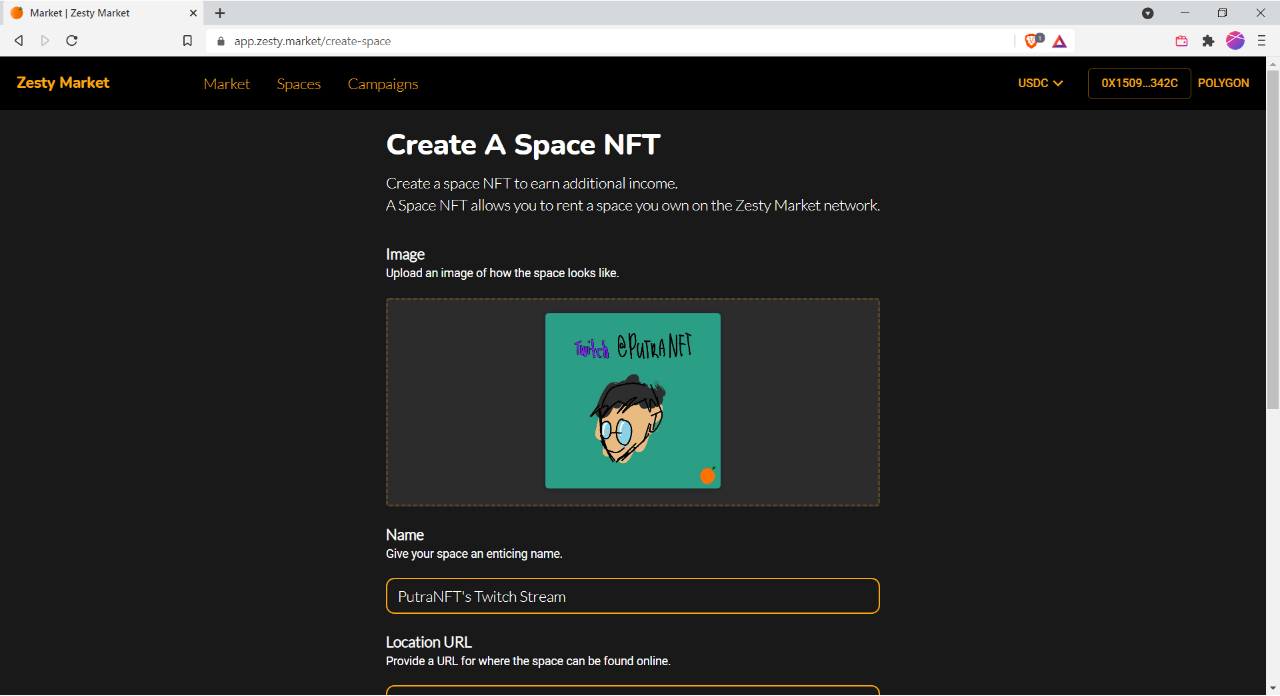 Market | Zesty Market
app.zesty.market/create-space
1
Zesty Market
Market
Spaces
Campaigns
USDC
0X1509...342C
POLYGON
Create A Space NFT
Create a space NFT to earn additional income.
A Space NFT allows you to rent a space you own on the Zesty Market network.
Image
Upload an image of how the space looks like.
Twitch @PUTRANFT
Name
Give your space an enticing name.
PutraNFT's Twitch Stream
Location URL
Provide a URL for where the space can be found online.